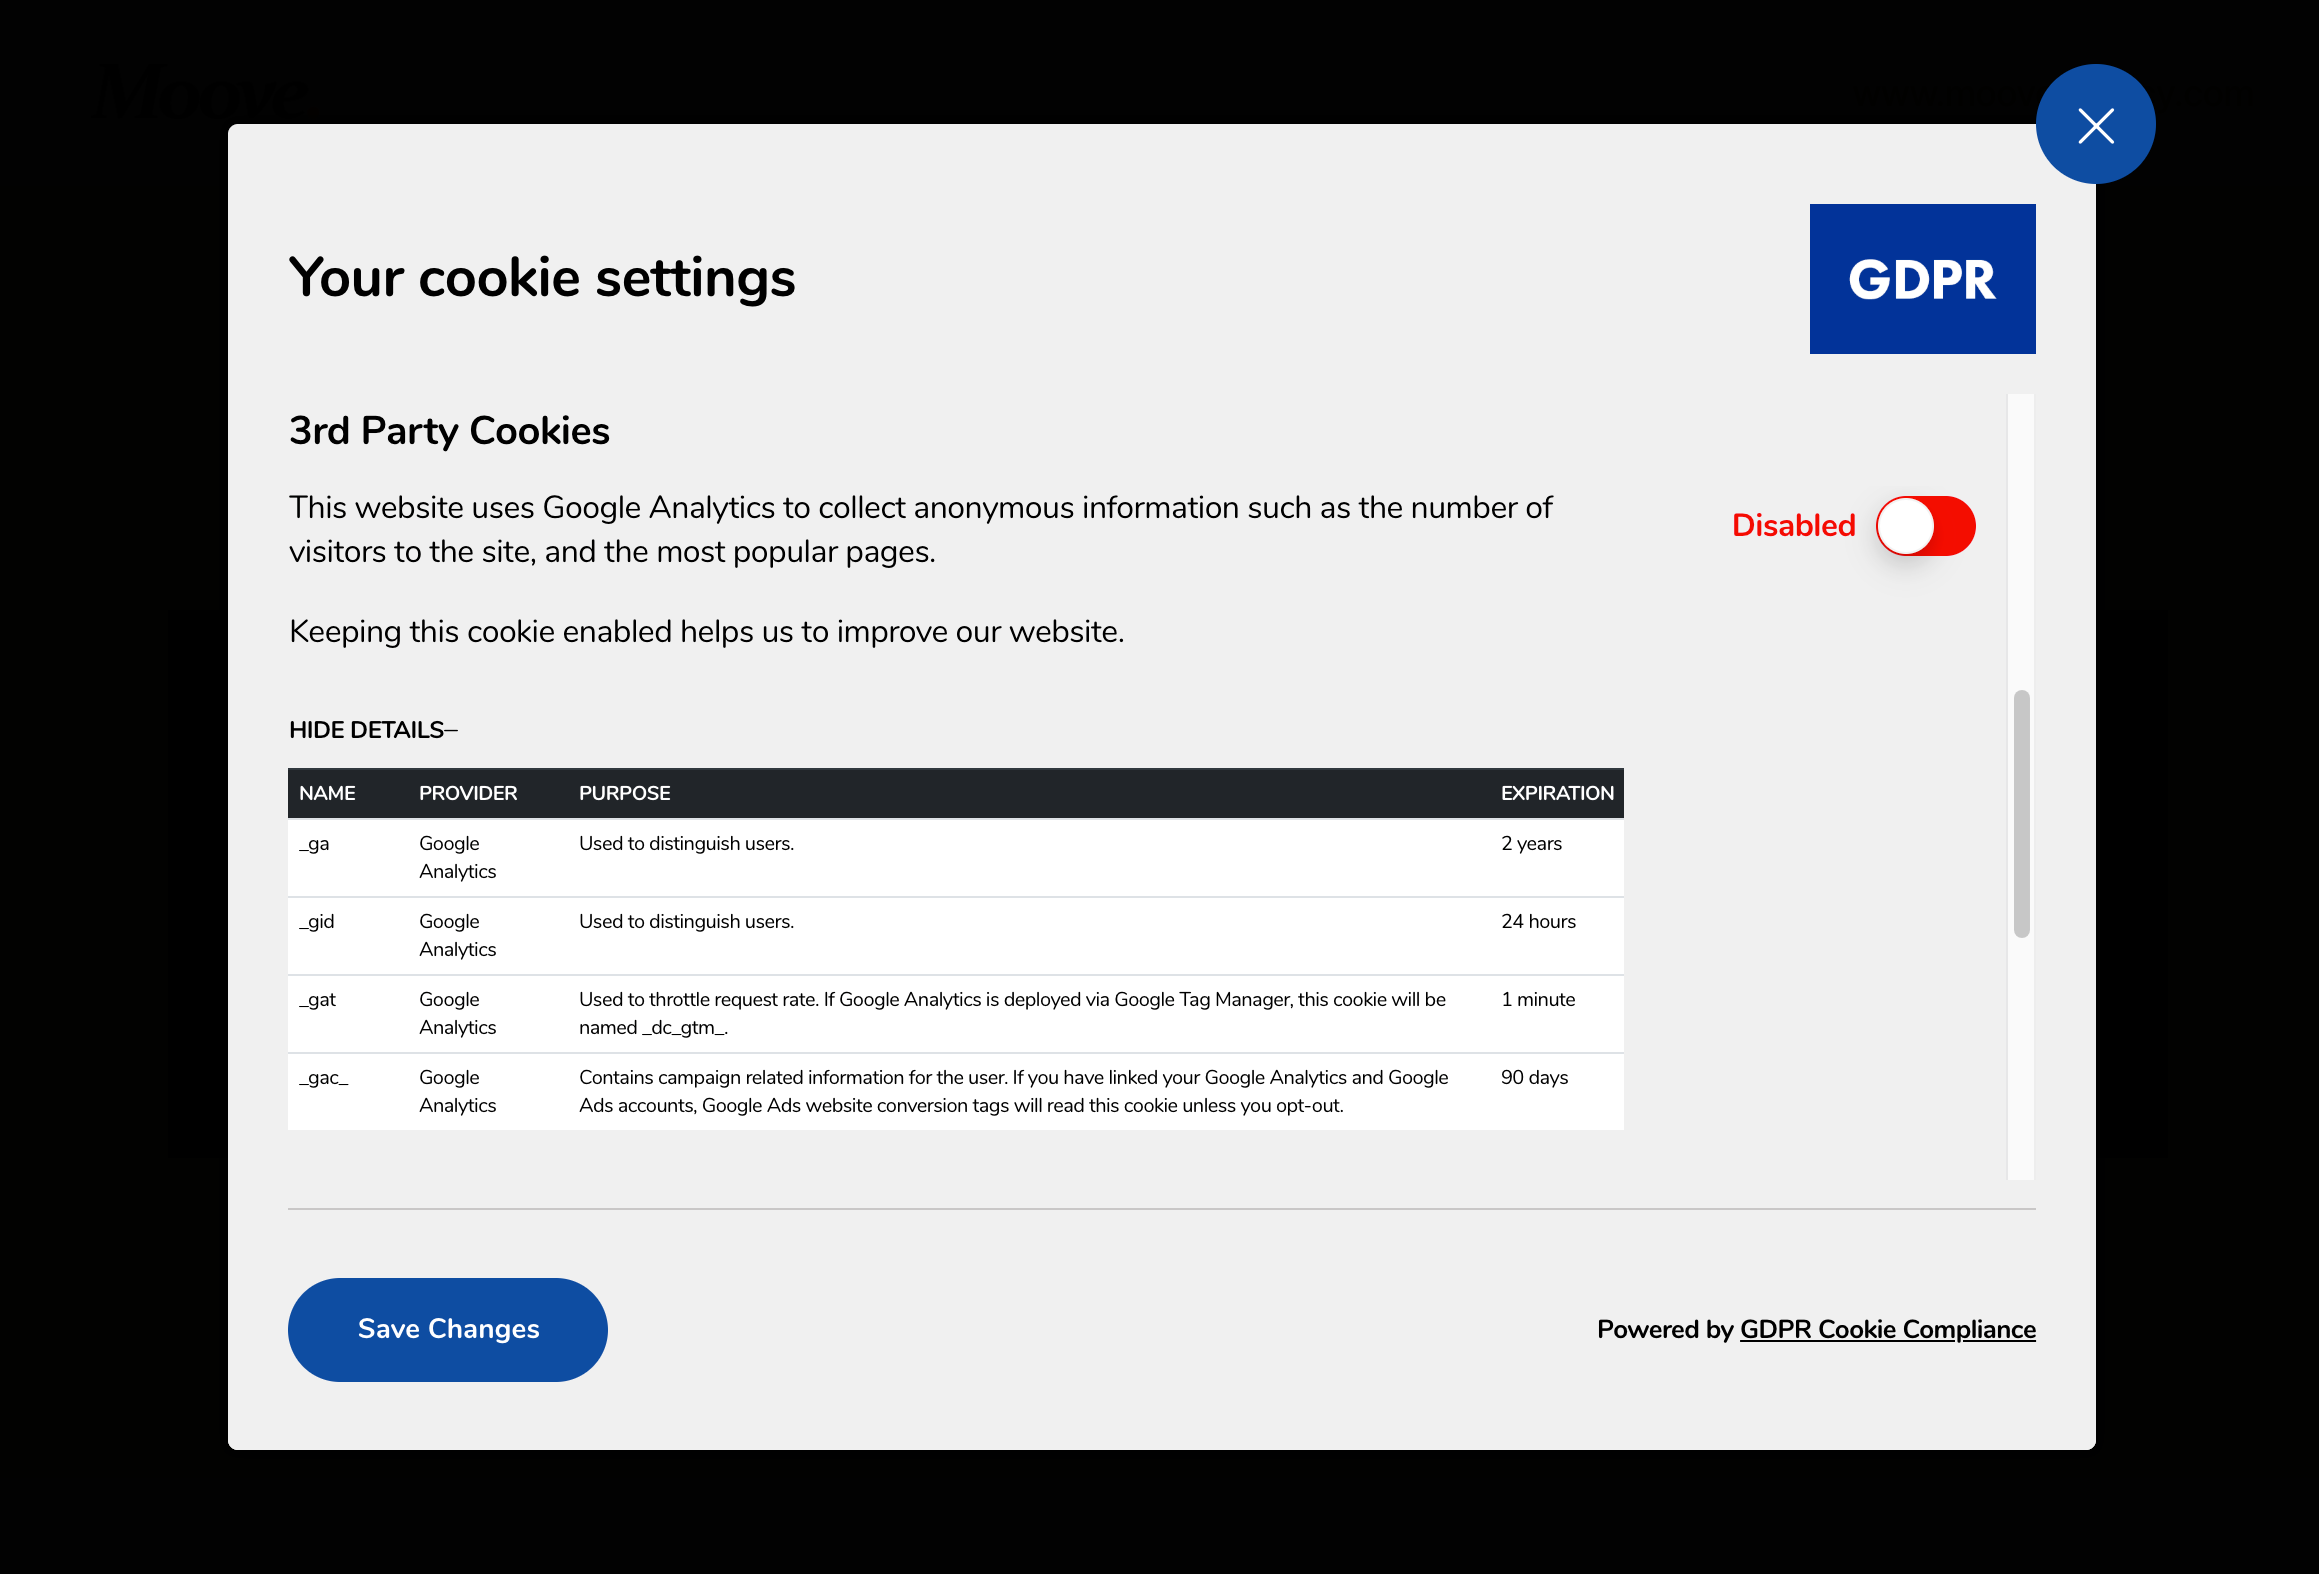 Moove
Your cookie settings
GDPR
3rd Party Cookies
This website uses Google Analytics to collect anonymous information such as the number of
visitors to the site, and the most popular pages.
Disabled
Keeping this cookie enabled helps us to improve our website.
HIDE DETAILS–
NAME PROVIDER PURPOSE EXPIRATION
_ga Google Used to distinguish users. 2 years
Analytics
_gid Google Used to distinguish users. 24 hours
Analytics
_gat Google Used to throttle request rate. If Google Analytics is deployed via Google Tag Manager, this cookie will be 1 minute
Analytics named _dc_gtm_.
_gac_ Google Contains campaign related information for the user. If you have linked your Google Analytics and Google 90 days
Analytics Ads accounts, Google Ads website conversion tags will read this cookie unless you opt-out.
Save Changes
Powered by GDPR Cookie Compliance